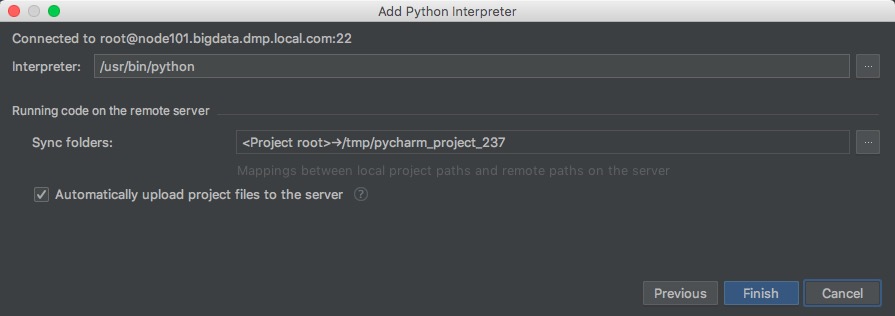 Add Python Interpreter
Connected to root@node101.bigdata.dmp.local.com:22
Interpreter: /usr/bin/python ...
Running code on the remote server
Sync folders: <Project root>→/tmp/pycharm_project_237 ...
Mappings between local project paths and remote paths on the server
Automatically upload project files to the server ?
Previous Finish Cancel